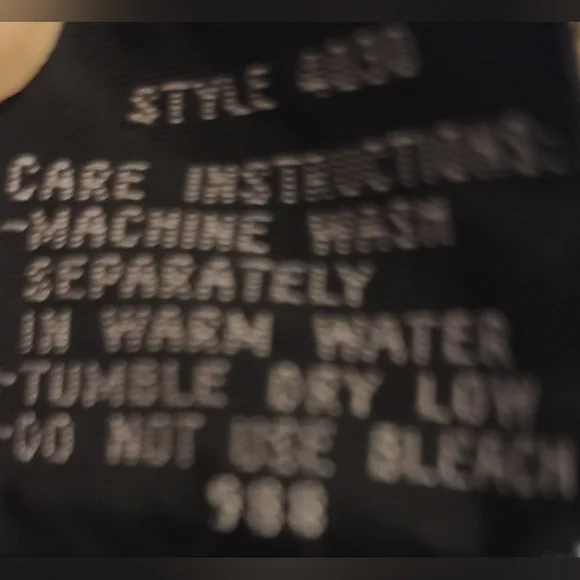 STYLE
CARE INSTRUCTIONS:
-MACHINE WASH
SEPARATELY
IN WARM WATER
-TUMBLE DRY LOW
-DO NOT USE BLEACH